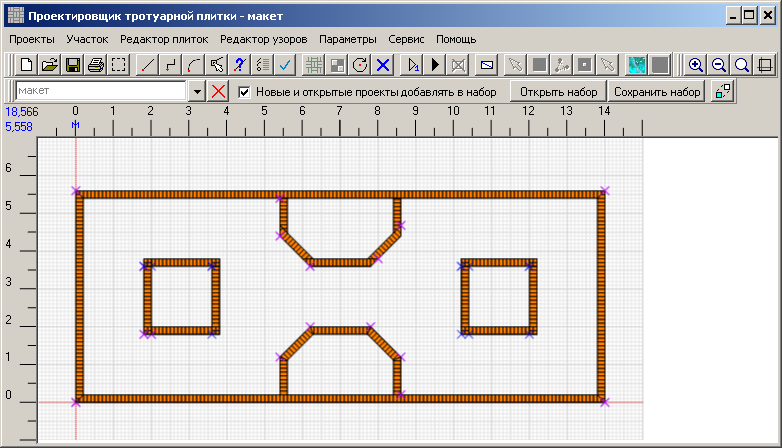 Проектировщик тротуарной плитки - макет
Проекты Участок Редактор плиток Редактор узоров Параметры Сервис Помощь
макет Новые и открытые проекты добавлять в набор Открыть набор Сохранить набор
18,566 0 1 2 3 4 5 6 7 8 9 10 11 12 13 14
5,558 м
6
5
4
3
2
1
0